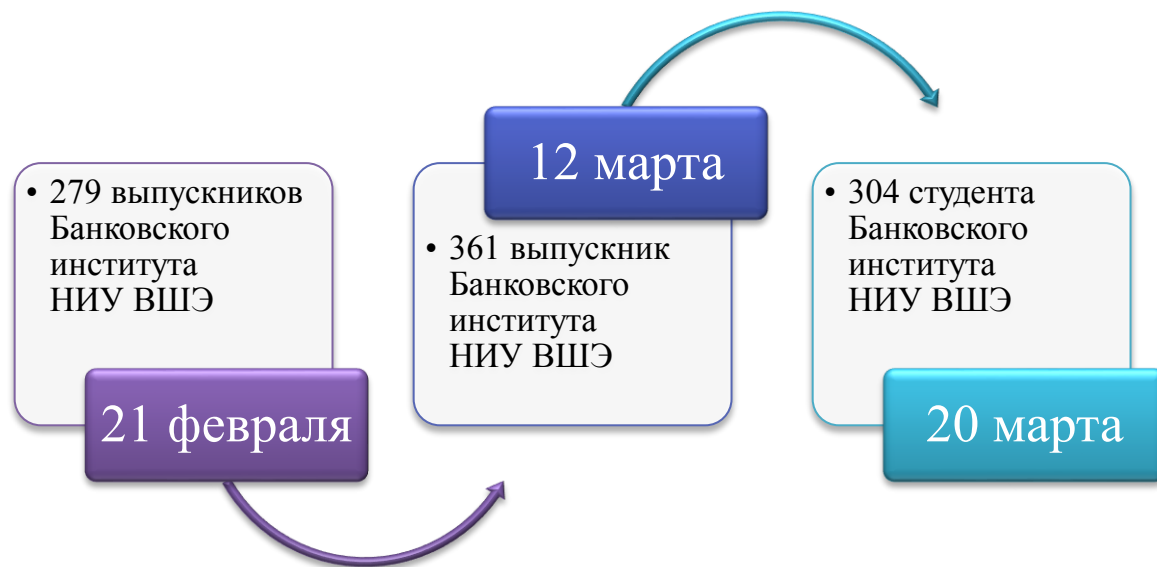 • 279 выпускников
Банковского
института
НИУ ВШЭ
21 февраля
12 марта
• 361 выпускник
Банковского
института
НИУ ВШЭ
• 304 студента
Банковского
института
НИУ ВШЭ
20 марта